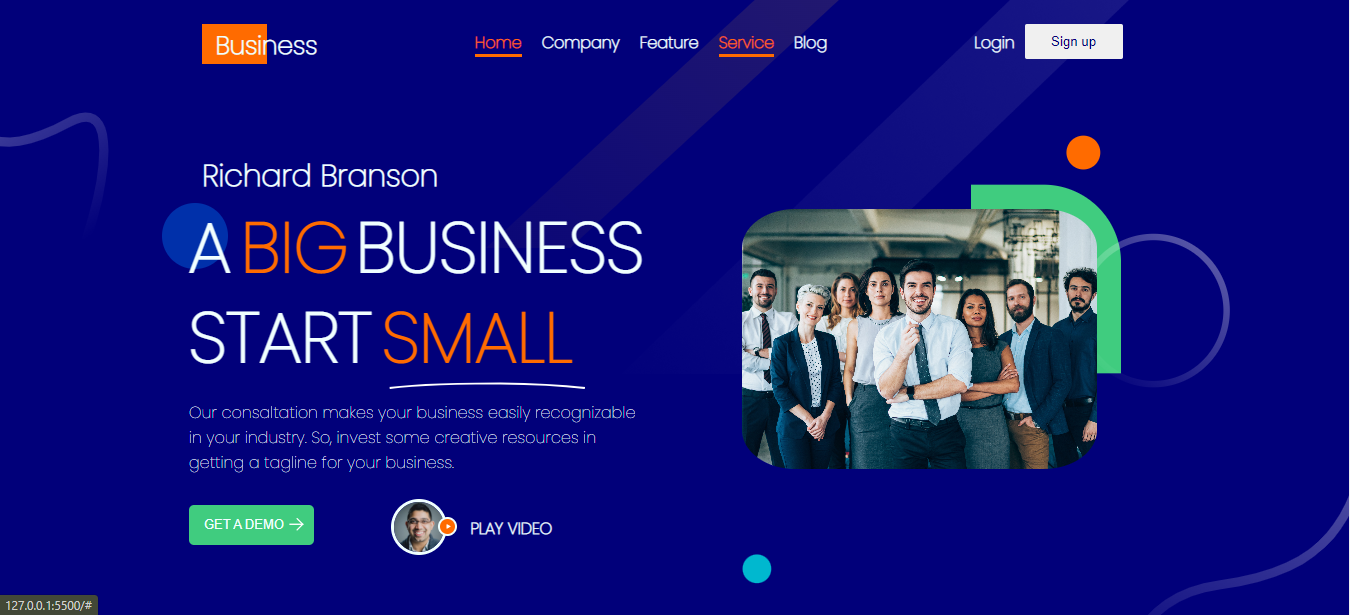 Business
Home Company Feature Service Blog
Login Sign up
Richard Branson
A BIG BUSINESS
START SMALL
Our consaltation makes your business easily recognizable
in your industry. So, invest some creative resources in
getting a tagline for your business.
GET A DEMO
PLAY VIDEO
127.0.0.1:5500/#